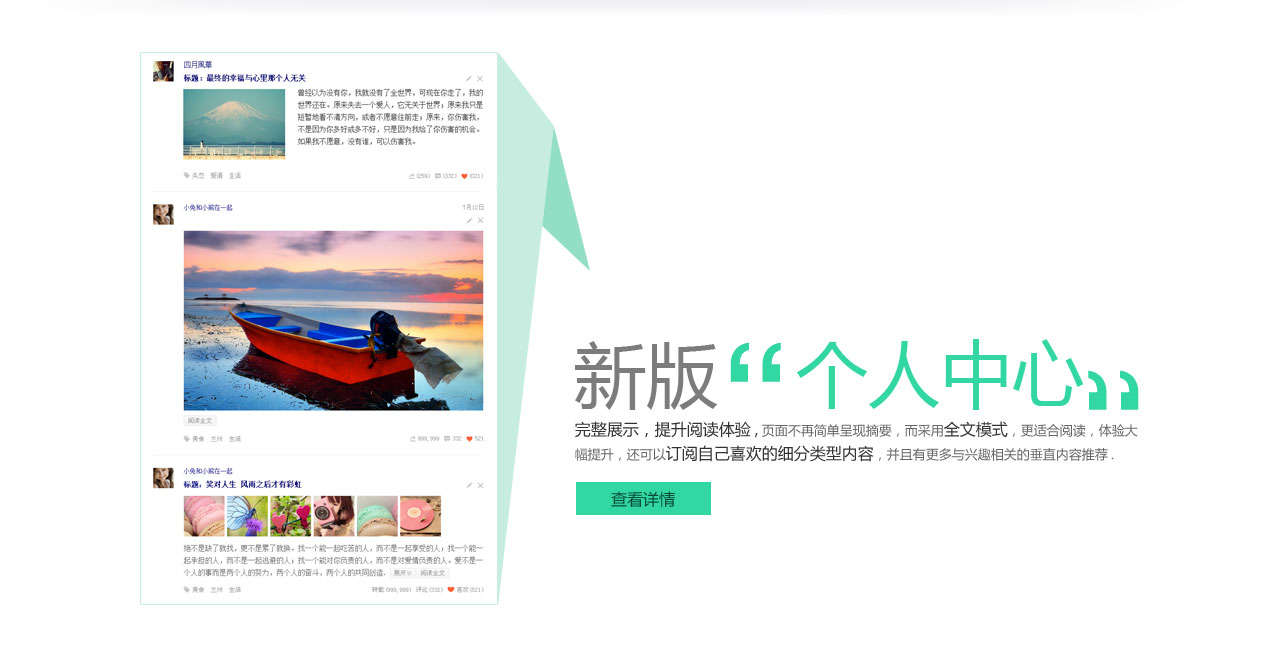 四月風葷
标题：最终的幸福与心里那个人无关
曾经以为没有你，我就没有了全世界，可现在你走了，我的
世界还在。原来失去一个爱人，它无关于世界；原来我只是
短暂地看不清方向，或者不愿意往前走；原来，你伤害我，
不是因为你多好或多不好，只是因为我给了你伤害的机会。
如果我不愿意，没有谁，可以伤害我。
爱情 生活 (259) (332) (521)
小兔和小熊在一起 7月12日
阅读全文
美食 兰州 生活 999,999 332 521
小兔和小熊在一起
标题：笑对人生 风雨之后才有彩虹
绝不是缺了就找，更不是累了就换。找一个能一起吃苦的人，而不是一起享受的人；找一个能一
起承担的人，而不是一起逃避的人；找一个能对你负责的人，而不是对爱情负责的人。爱不是一
个人的事而是两个人的努力，两个人的奋斗，两个人的共同创造. 展开 阅读全文
美食 兰州 生活 转载(999,999) 评论(332) 喜欢(521)
新版“个人中心”
完整展示，提升阅读体验，页面不再简单呈现摘要，而采用全文模式，更适合阅读，体验大
幅提升，还可以订阅自己喜欢的细分类型内容，并且有更多与兴趣相关的垂直内容推荐.
查看详情